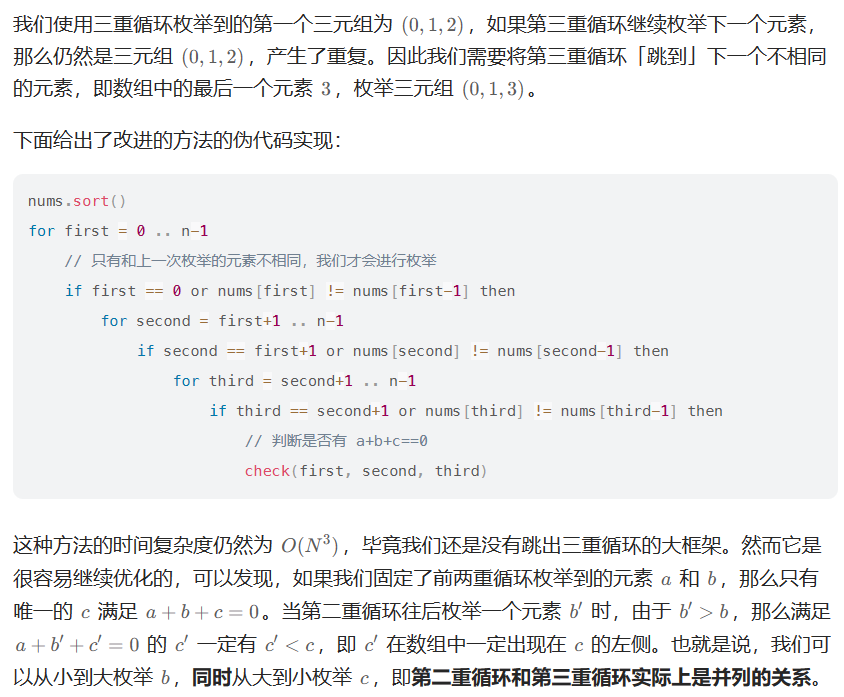 我们使用三重循环枚举到的第一个三元组为 (0, 1, 2)，如果第三重循环继续枚举下一个元素，
那么仍然是三元组 (0, 1, 2)，产生了重复。因此我们需要将第三重循环「跳到」下一个不相同
的元素，即数组中的最后一个元素 3，枚举三元组 (0, 1, 3)。
下面给出了改进的方法的伪代码实现：
nums.sort()
for first = 0 .. n-1
    // 只有和上一次枚举的元素不相同，我们才会进行枚举
    if first == 0 or nums[first] != nums[first-1] then
        for second = first+1 .. n-1
            if second == first+1 or nums[second] != nums[second-1] then
                for third = second+1 .. n-1
                    if third == second+1 or nums[third] != nums[third-1] then
                        // 判断是否有 a+b+c==0
                        check(first, second, third)
这种方法的时间复杂度仍然为 O(N³)，毕竟我们还是没有跳出三重循环的大框架。然而它是
很容易继续优化的，可以发现，如果我们固定了前两重循环枚举到的元素 a 和 b，那么只有
唯一的 c 满足 a + b + c = 0。当第二重循环往后枚举一个元素 b′ 时，由于 b′ > b，那么满足
a + b′ + c′ = 0 的 c′ 一定有 c′ < c，即 c′ 在数组中一定出现在 c 的左侧。也就是说，我们可
以从小到大枚举 b，同时从大到小枚举 c，即第二重循环和第三重循环实际上是并列的关系。